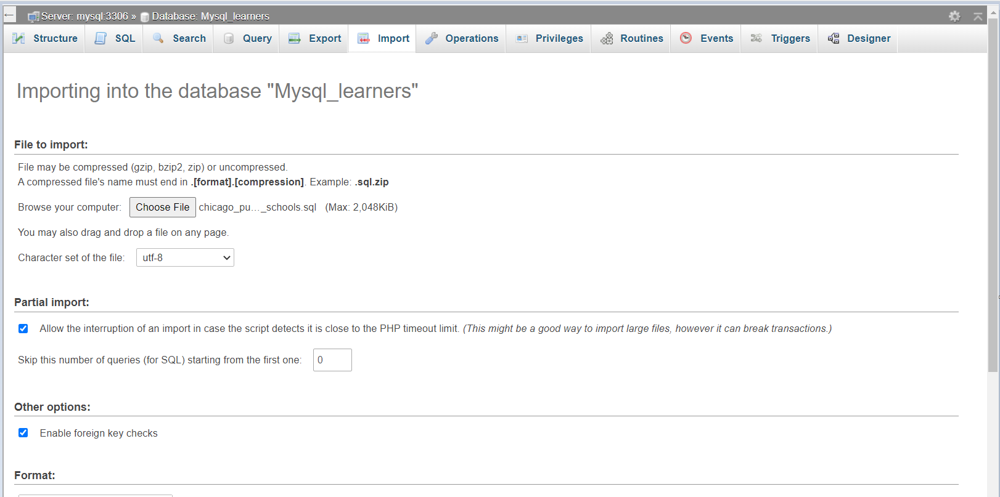 Server: mysql:3306 » Database: Mysql_learners
Structure SQL Search Query Export Import Operations Privileges Routines Events Triggers Designer
Importing into the database "Mysql_learners"
File to import:
File may be compressed (gzip, bzip2, zip) or uncompressed.
A compressed file's name must end in .[format].[compression]. Example: .sql.zip
Browse your computer: Choose File chicago_pu…_schools.sql (Max: 2,048KiB)
You may also drag and drop a file on any page.
Character set of the file: utf-8
Partial import:
Allow the interruption of an import in case the script detects it is close to the PHP timeout limit. (This might be a good way to import large files, however it can break transactions.)
Skip this number of queries (for SQL) starting from the first one: 0
Other options:
Enable foreign key checks
Format: